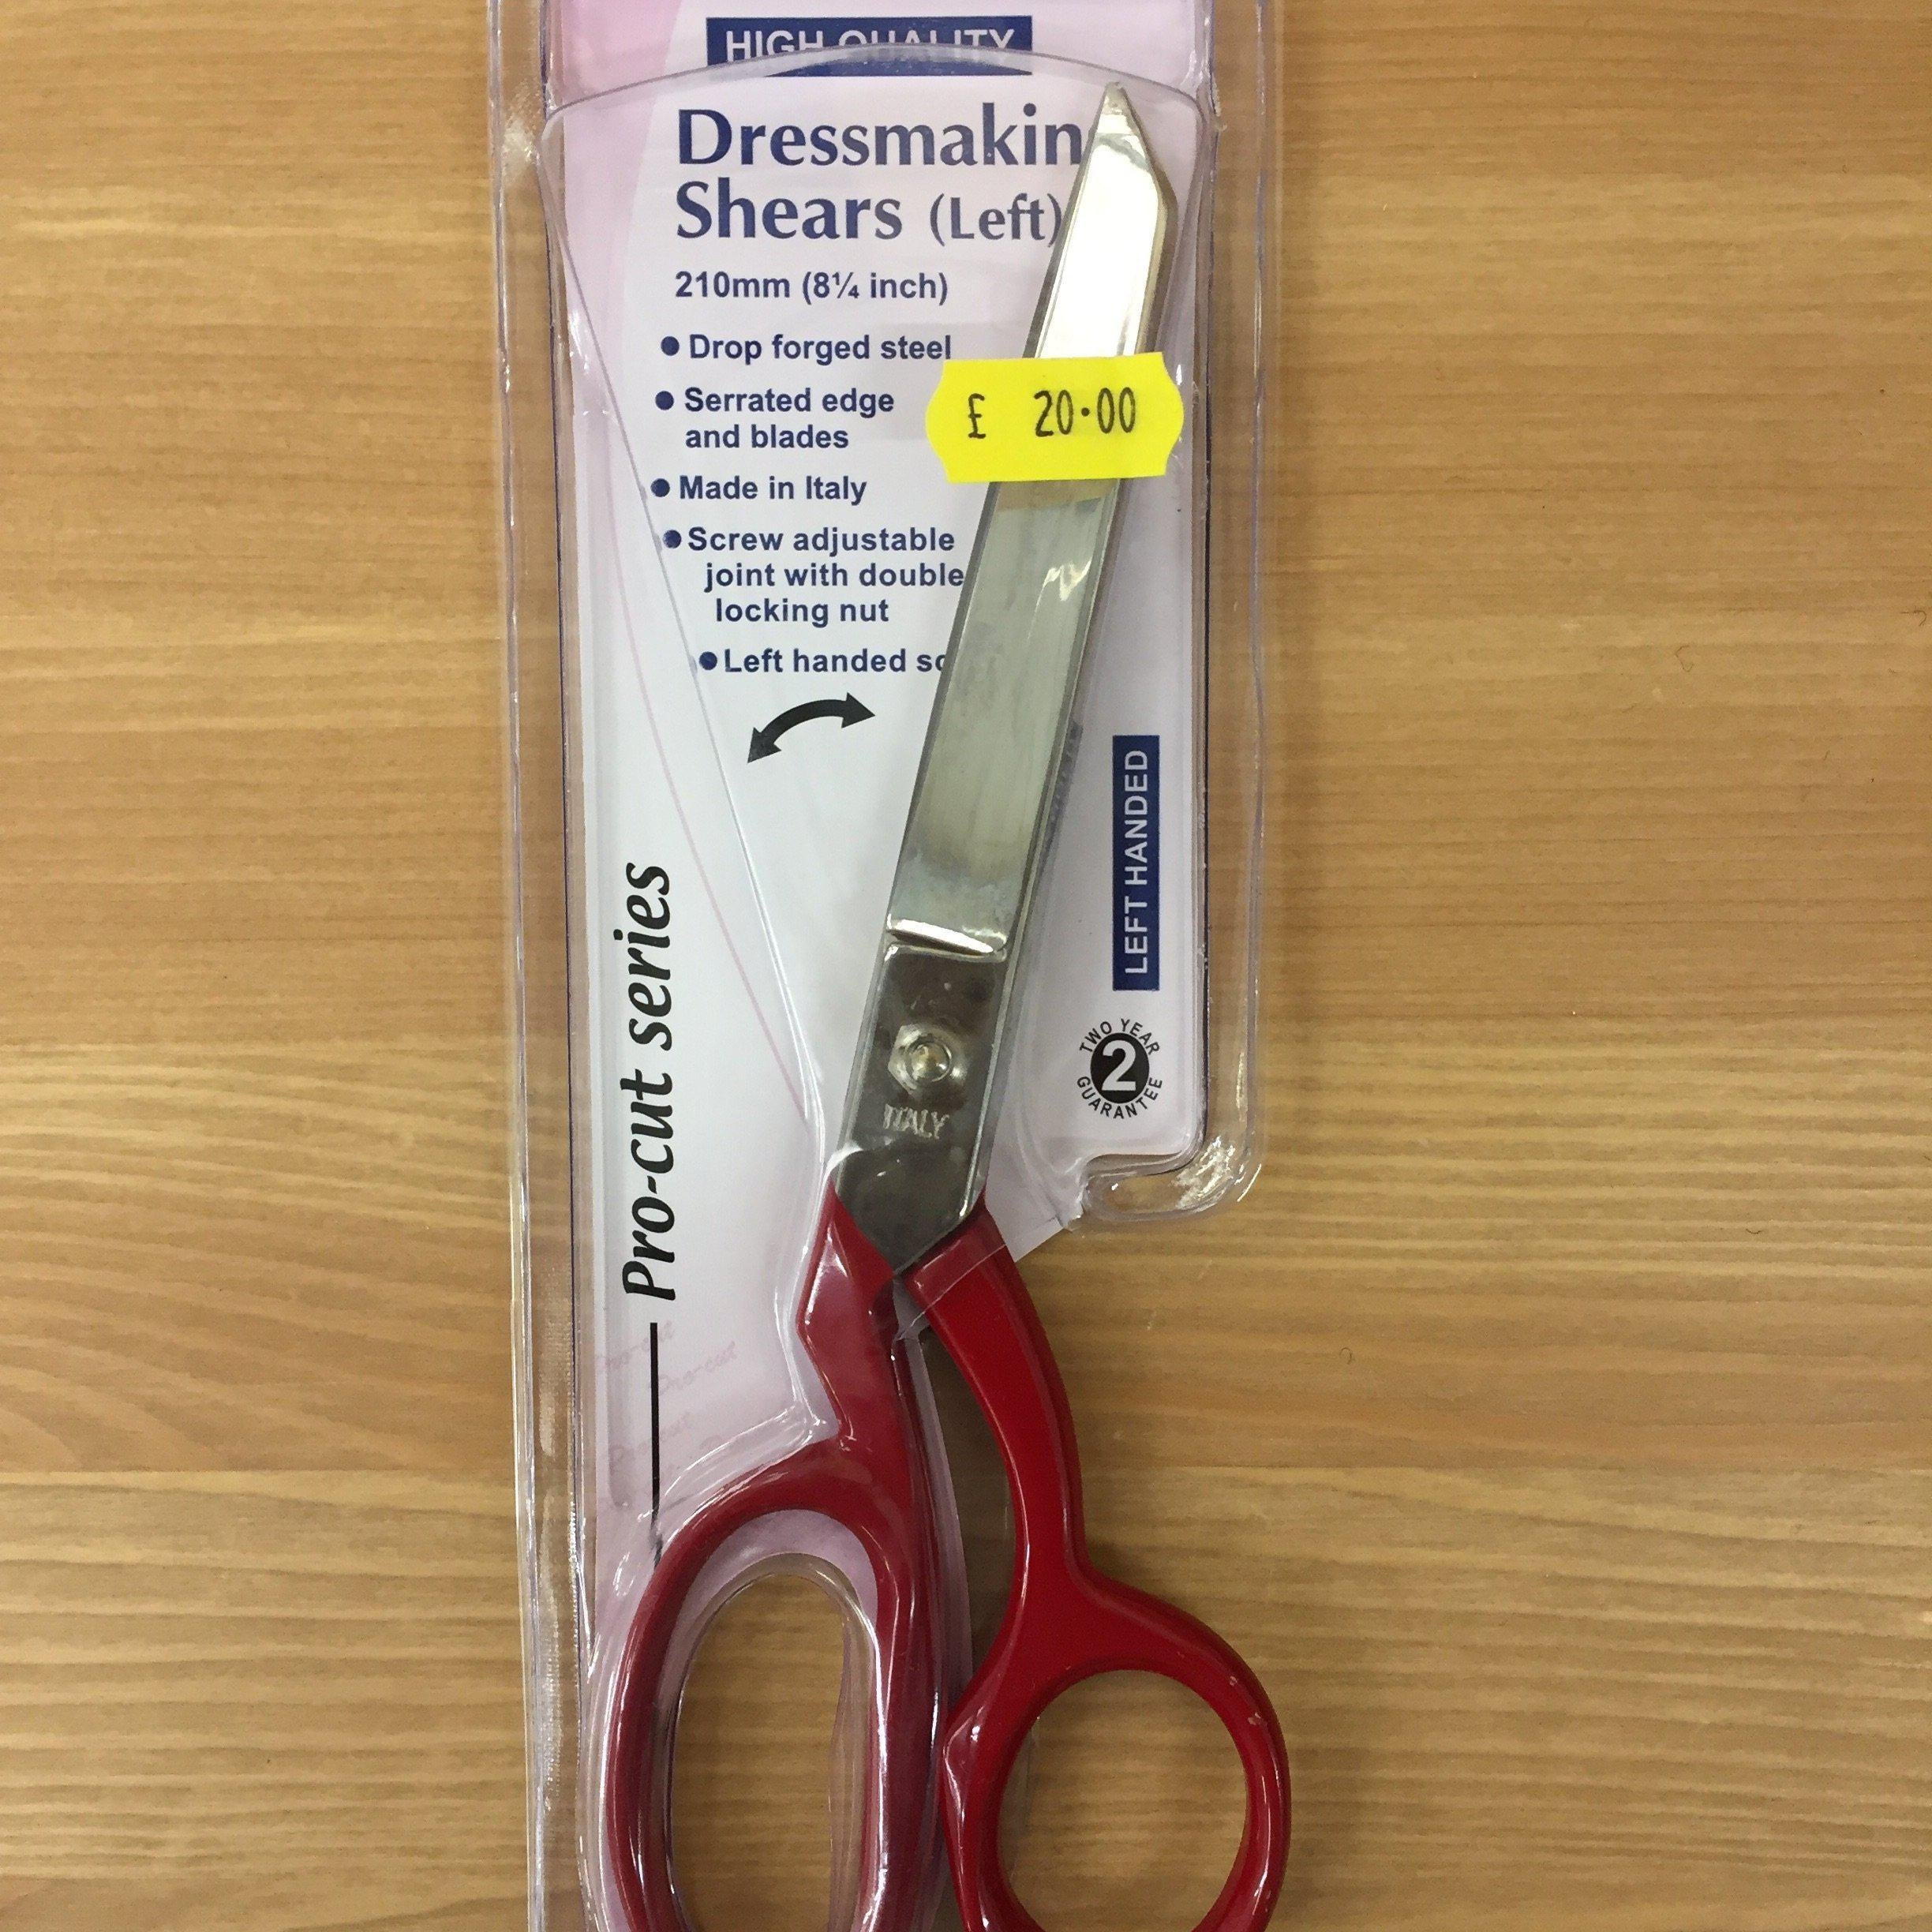 HIGH QUALITY
Dressmakin
Shears (Left)
210mm (8¼ inch)
● Drop forged steel
● Serrated edge
and blades
● Made in Italy
● Screw adjustable
joint with double
locking nut
● Left handed sc
£ 20·00
LEFT HANDED
TWO YEAR
2
GUARANTEE
Pro-cut series
ITALY
Pro-cut